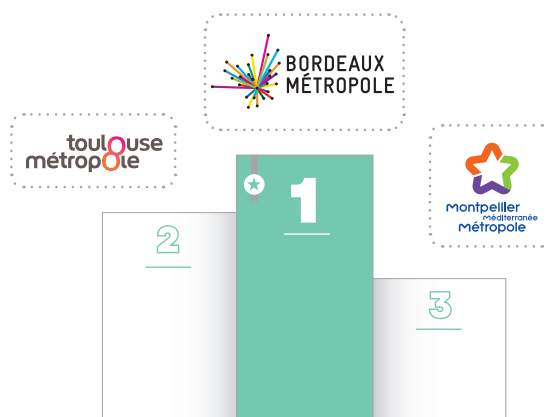 BORDEAUX
MÉTROPOLE
toulouse
métropole
montpellier
méditerranée
métropole
1
2
3